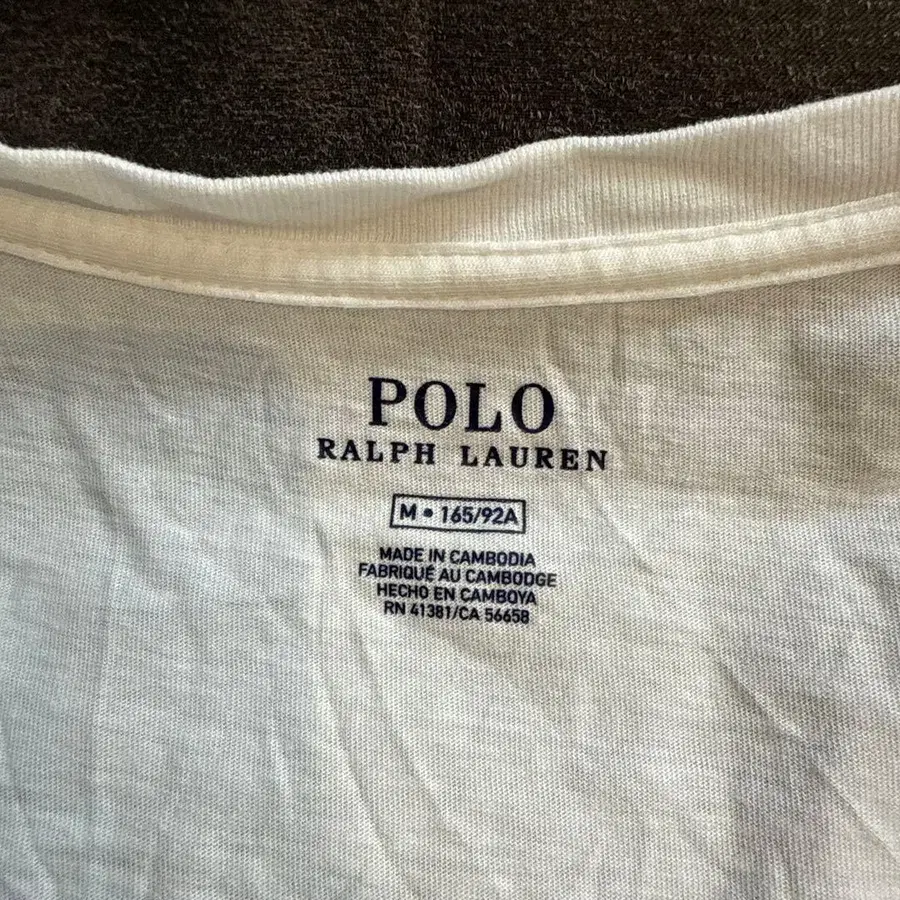 POLO
RALPH LAUREN
M • 165/92A
MADE IN CAMBODIA
FABRIQUÉ AU CAMBODGE
HECHO EN CAMBOYA
RN 41381/CA 56658